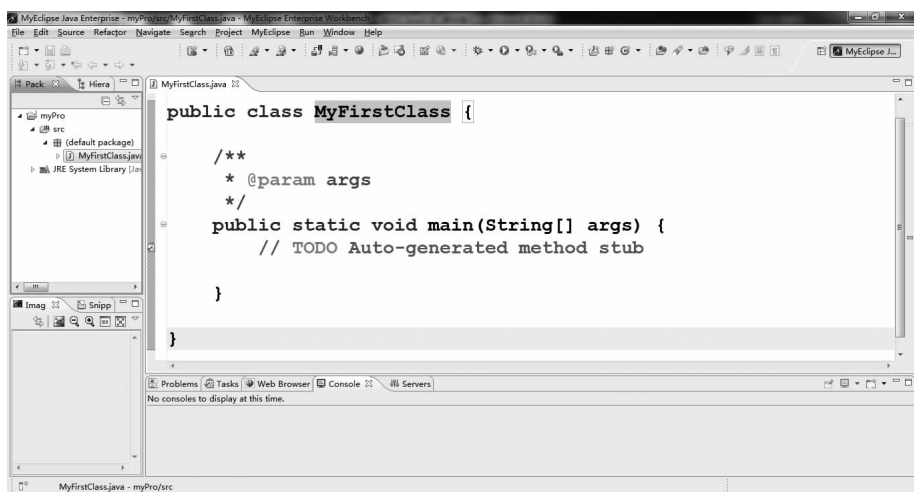 MyEclipse Java Enterprise - myPro/src/MyFirstClass.java - MyEclipse Enterprise Workbench
File Edit Source Refactor Navigate Search Project MyEclipse Run Window Help
MyEclipse J...
Pack Hiera
MyFirstClass.java
myPro
src
(default package)
MyFirstClass.java
JRE System Library [Jav
public class MyFirstClass {
/**
* @param args
*/
public static void main(String[] args) {
// TODO Auto-generated method stub
}
}
Imag Snipp
Problems Tasks Web Browser Console Servers
No consoles to display at this time.
MyFirstClass.java - myPro/src